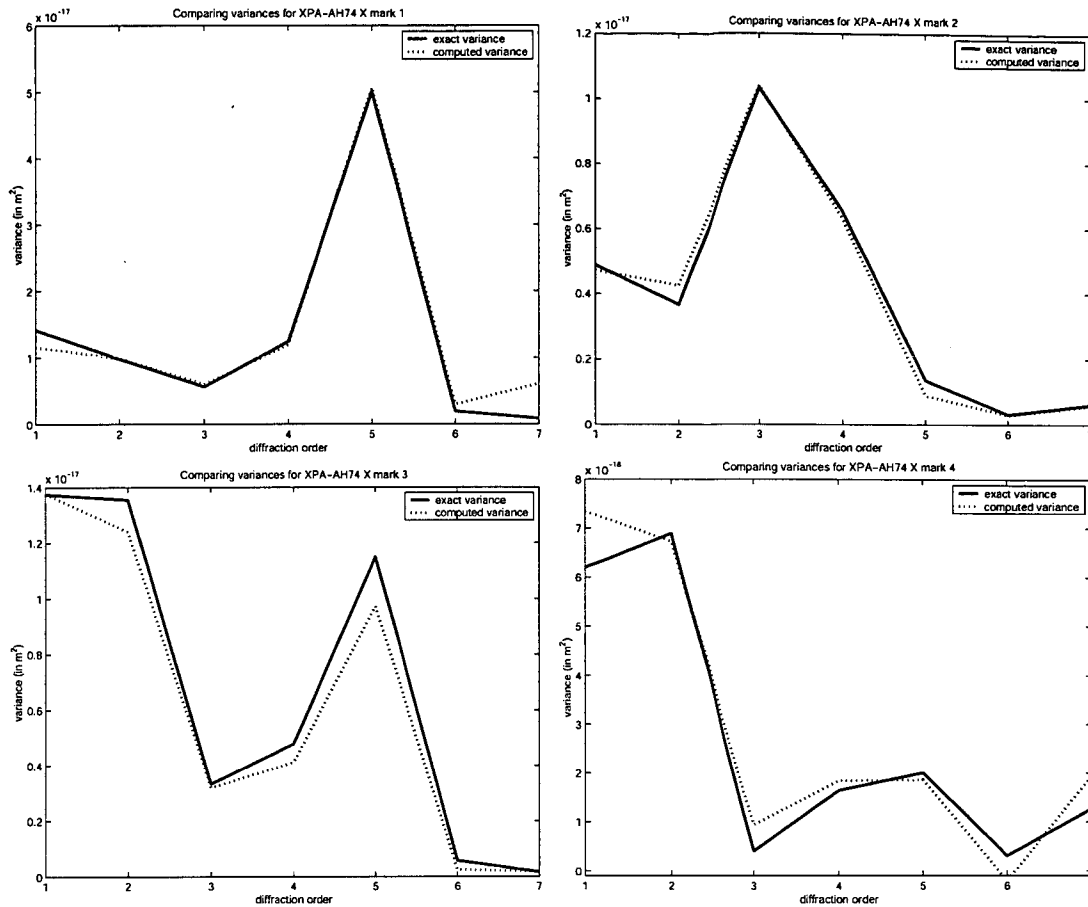 Comparing variances for XPA-AH74 X mark 1
x 10⁻¹⁷
exact variance
computed variance
variance (in m²)
6
5
4
3
2
1
0
1 2 3 4 5 6 7
diffraction order
Comparing variances for XPA-AH74 X mark 2
x 10⁻¹⁷
exact variance
computed variance
variance (in m²)
1.2
1
0.8
0.6
0.4
0.2
0
1 2 3 4 5 6
diffraction order
Comparing variances for XPA-AH74 X mark 3
x 10⁻¹⁷
exact variance
computed variance
variance (in m²)
1.4
1.2
1
0.8
0.6
0.4
0.2
0
1 2 3 4 5 6 7
diffraction order
Comparing variances for XPA-AH74 X mark 4
x 10⁻¹⁸
exact variance
computed variance
variance (in m²)
8
7
6
5
4
3
2
1
0
1 2 3 4 5 6
diffraction order